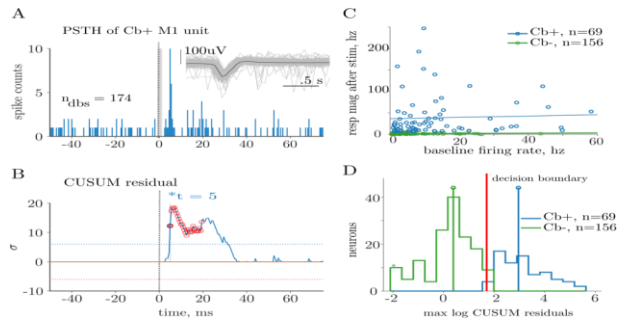 A
PSTH of Cb+ M1 unit
10
5
0
spike counts
n_dbs = 174
100uV
.5 s
-40 -20 0 20 40 60
B
CUSUM residual
*t = 5
20
10
0
-10
σ
-40 -20 0 20 40 60
time, ms
C
Cb+, n=69
Cb-, n=156
200
100
0
resp mag after stim, hz
0 20 40 60
baseline firing rate, hz
D
decision boundary
Cb+, n=69
Cb-, n=156
40
20
0
neurons
-2 0 2 4 6
max log CUSUM residuals